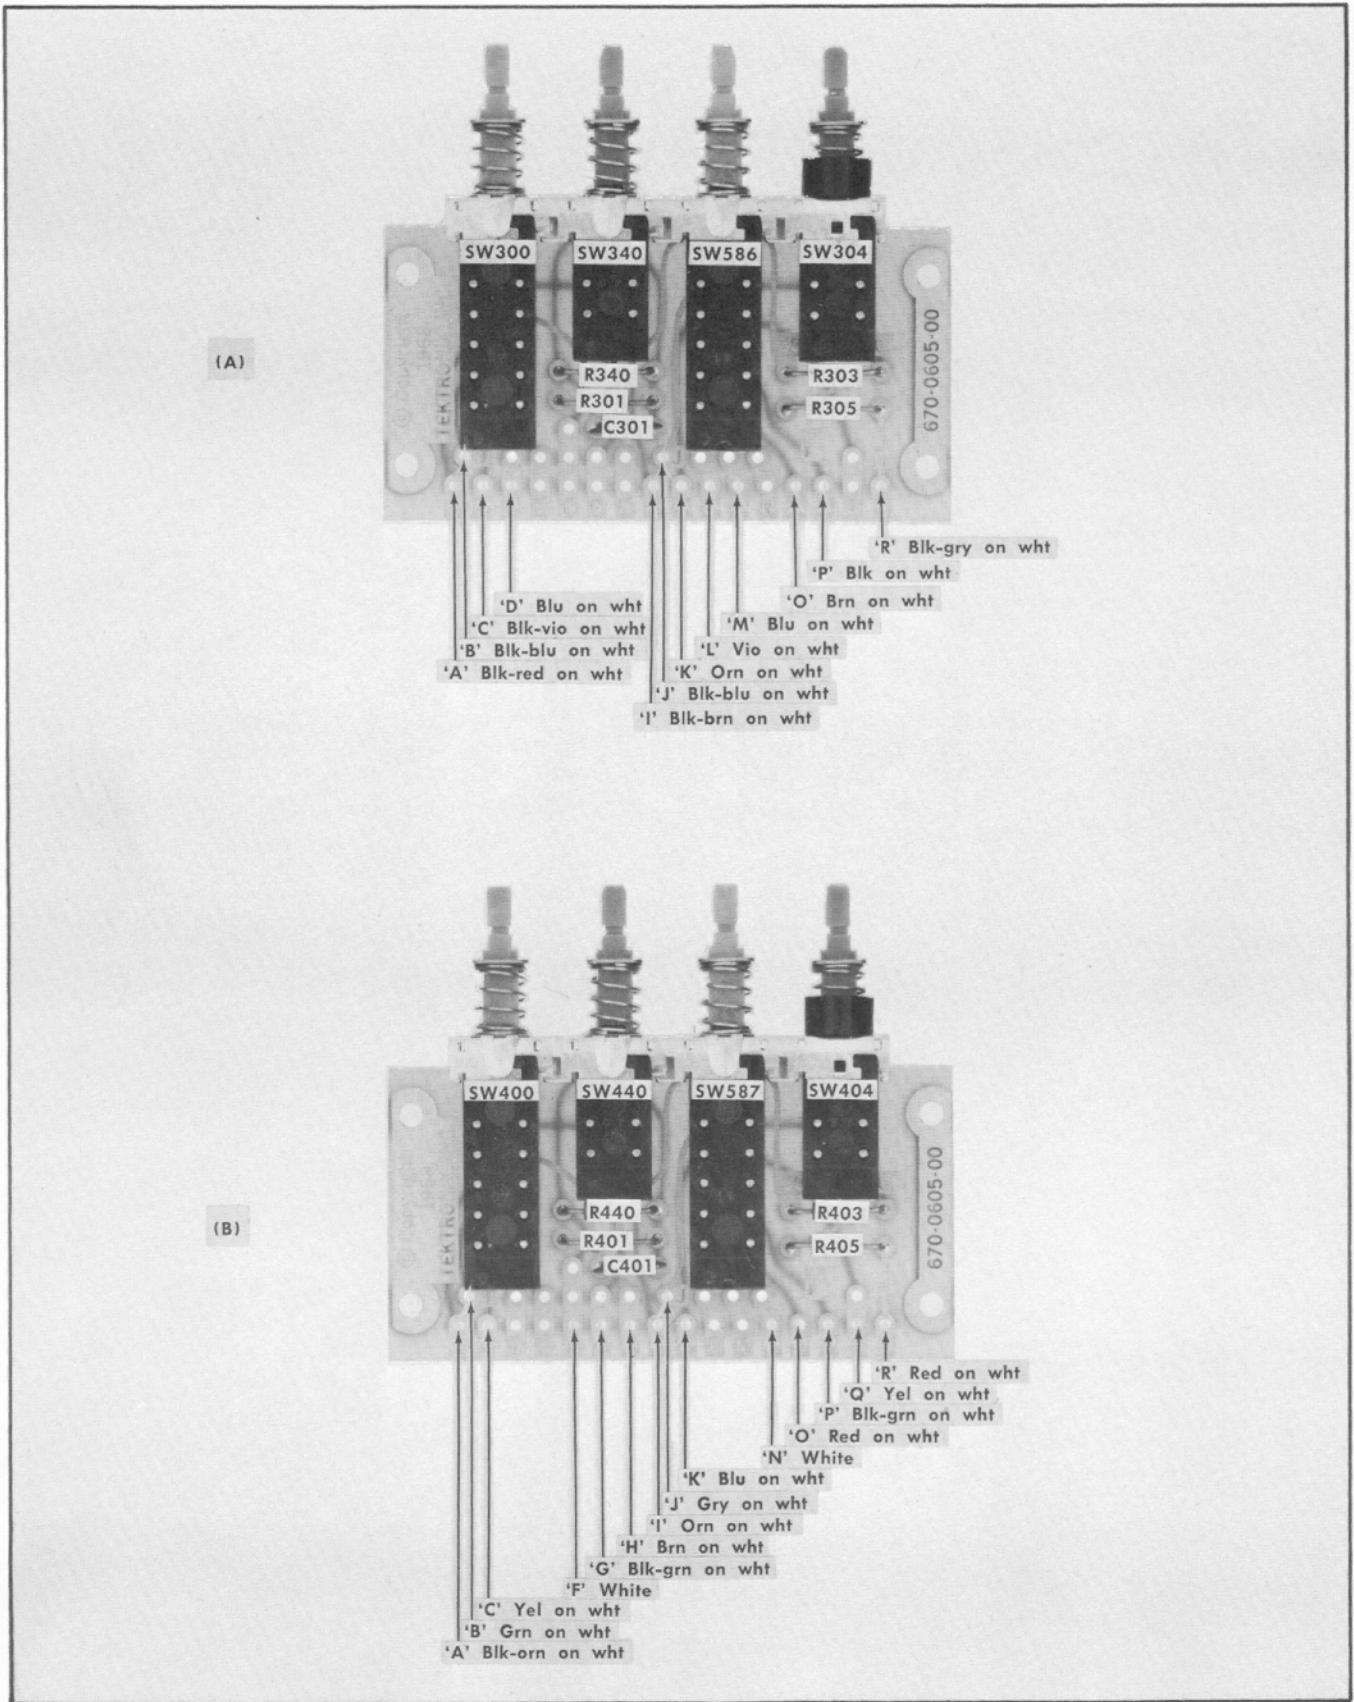 SW300 SW340 SW586 SW304
(A)
R340 R303
R301 R305
C301
TEKTRO
670-0605-00
'R' Blk-gry on wht
'P' Blk on wht
'O' Brn on wht
'D' Blu on wht
'M' Blu on wht
'C' Blk-vio on wht
'L' Vio on wht
'B' Blk-blu on wht
'K' Orn on wht
'A' Blk-red on wht
'J' Blk-blu on wht
'I' Blk-brn on wht
SW400 SW440 SW587 SW404
(B)
R440 R403
R401 R405
C401
TEKTRO
670-0605-00
'R' Red on wht
'Q' Yel on wht
'P' Blk-grn on wht
'O' Red on wht
'N' White
'K' Blu on wht
'J' Gry on wht
'I' Orn on wht
'H' Brn on wht
'G' Blk-grn on wht
'F' White
'C' Yel on wht
'B' Grn on wht
'A' Blk-orn on wht